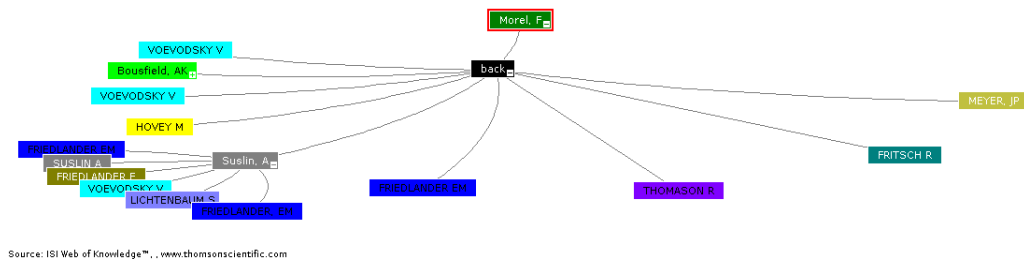 Morel, F
VOEVODSKY V
back
Bousfield, AK
VOEVODSKY V
MEYER, JP
HOVEY M
FRIEDLANDER EM
FRITSCH R
Suslin, A
SUSLIN A
FRIEDLANDER E
VOEVODSKY V
FRIEDLANDER EM
THOMASON R
LICHTENBAUM S
FRIEDLANDER, EM
Source: ISI Web of Knowledge™, , www.thomsonscientific.com